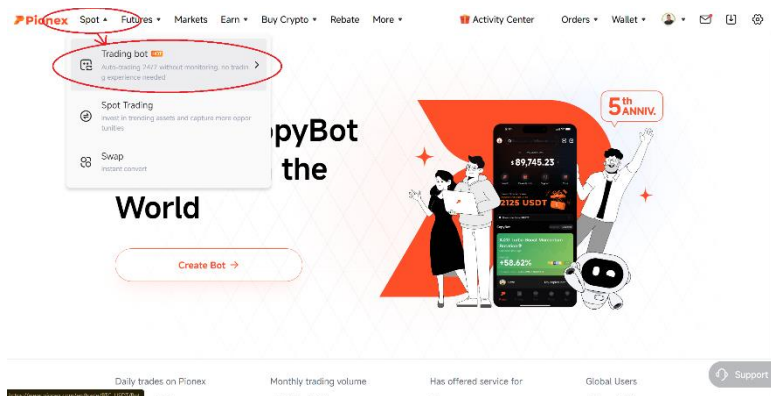 Pionex Spot Futures Markets Earn Buy Crypto Rebate More Activity Center Orders Wallet
Trading bot HOT
Auto-trading 24/7 without monitoring, no tradin
g experience needed
Spot Trading
Invest in trending assets and capture more oppor
tunities
Swap
Instant convert
pyBot
the
World
Create Bot →
5th
ANNIV.
$89,745.23
2125 USDT
CopyBot
+58.62%
Daily trades on Pionex Monthly trading volume Has offered service for Global Users
Support